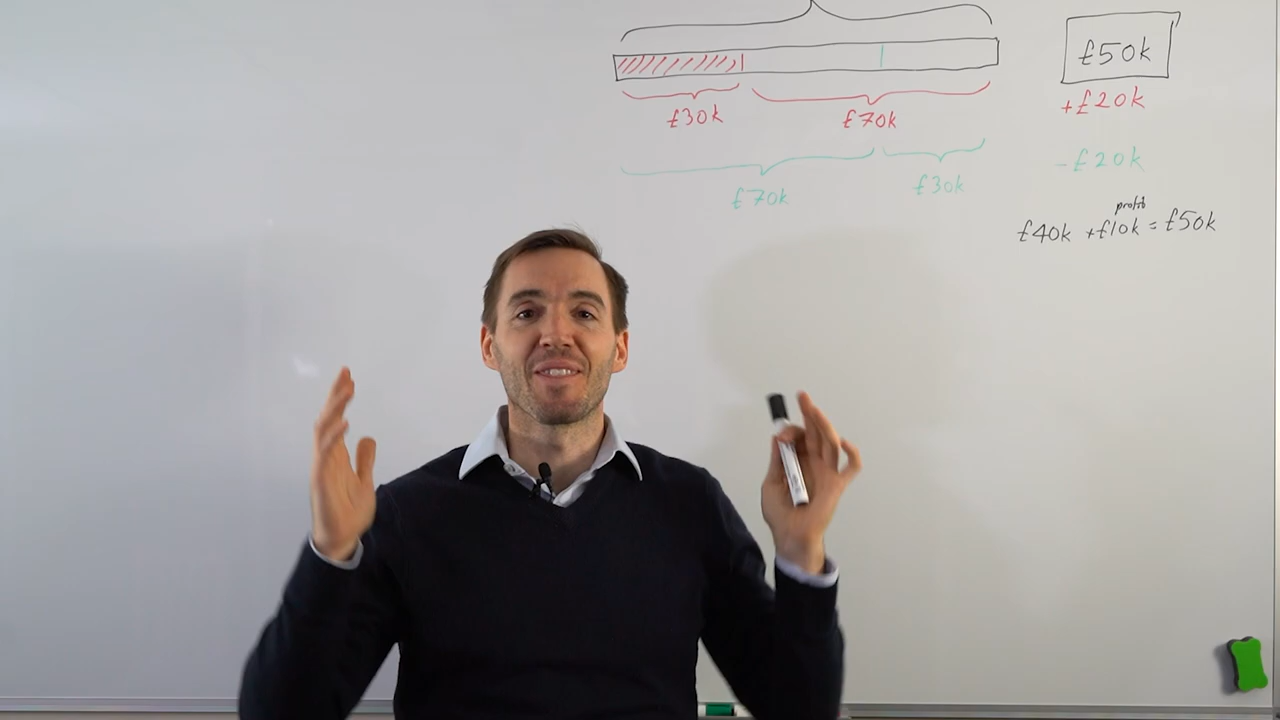 £50k
£30k £70k
+£20k
£70k £30k
-£20k
profit
£40k +£10k = £50k